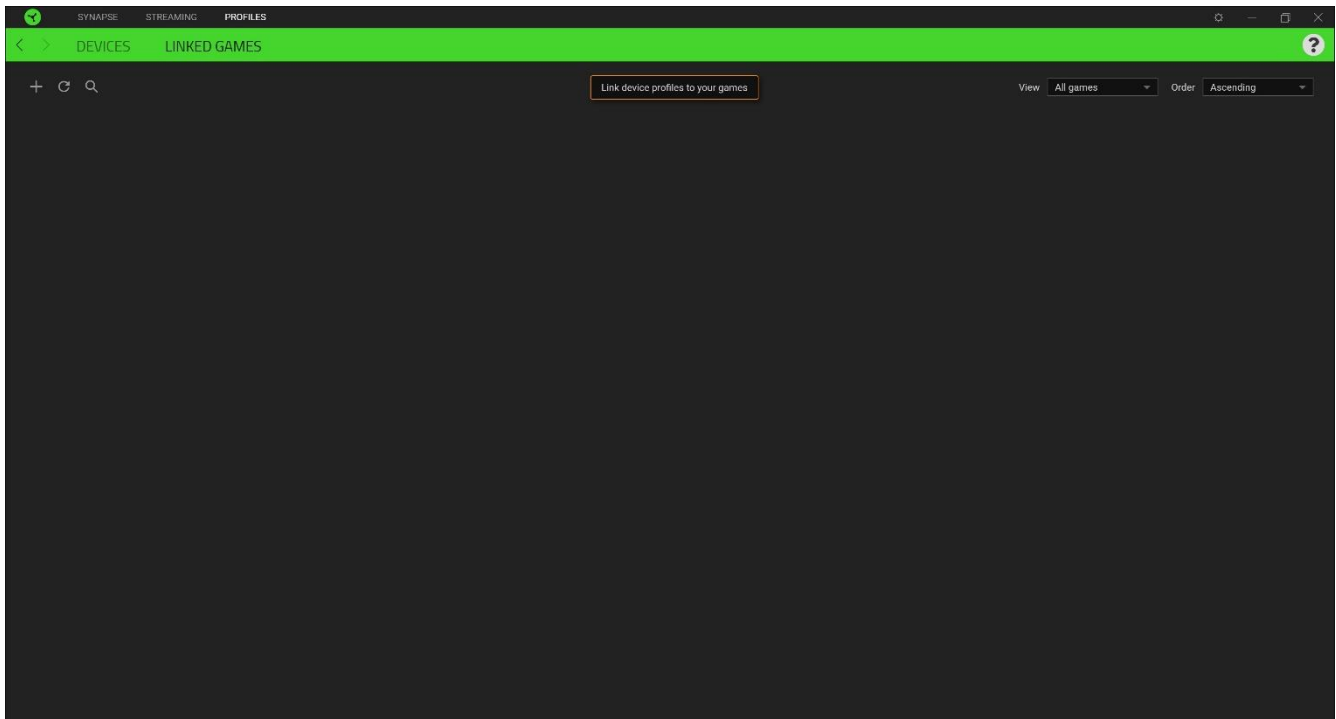 SYNAPSE STREAMING PROFILES
DEVICES LINKED GAMES ?
Link device profiles to your games View All games Order Ascending